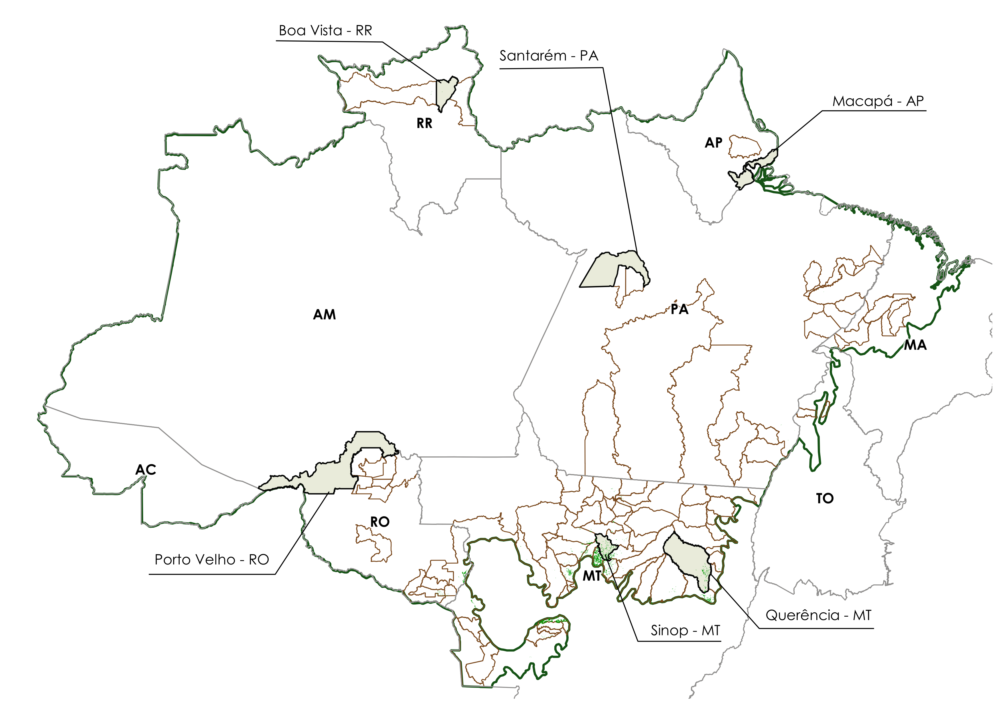 Boa Vista - RR
Santarém - PA
Macapá - AP
RR
AP
AM
PA
MA
AC
TO
RO
Porto Velho - RO
MT
Querência - MT
Sinop - MT